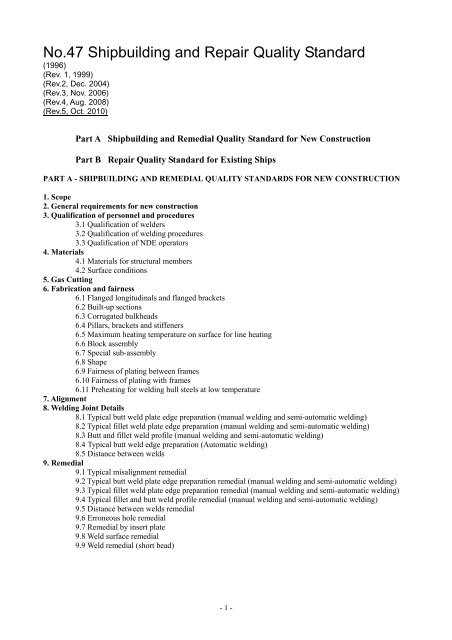 No.47 Shipbuilding and Repair Quality Standard
(1996)
(Rev. 1, 1999)
(Rev.2, Dec. 2004)
(Rev.3, Nov. 2006)
(Rev.4, Aug. 2008)
(Rev.5, Oct. 2010)
Part A Shipbuilding and Remedial Quality Standard for New Construction
Part B Repair Quality Standard for Existing Ships
PART A - SHIPBUILDING AND REMEDIAL QUALITY STANDARDS FOR NEW CONSTRUCTION
1. Scope
2. General requirements for new construction
3. Qualification of personnel and procedures
3.1 Qualification of welders
3.2 Qualification of welding procedures
3.3 Qualification of NDE operators
4. Materials
4.1 Materials for structural members
4.2 Surface conditions
5. Gas Cutting
6. Fabrication and fairness
6.1 Flanged longitudinals and flanged brackets
6.2 Built-up sections
6.3 Corrugated bulkheads
6.4 Pillars, brackets and stiffeners
6.5 Maximum heating temperature on surface for line heating
6.6 Block assembly
6.7 Special sub-assembly
6.8 Shape
6.9 Fairness of plating between frames
6.10 Fairness of plating with frames
6.11 Preheating for welding hull steels at low temperature
7. Alignment
8. Welding Joint Details
8.1 Typical butt weld plate edge preparation (manual welding and semi-automatic welding)
8.2 Typical fillet weld plate edge preparation (manual welding and semi-automatic welding)
8.3 Butt and fillet weld profile (manual welding and semi-automatic welding)
8.4 Typical butt weld edge preparation (Automatic welding)
8.5 Distance between welds
9. Remedial
9.1 Typical misalignment remedial
9.2 Typical butt weld plate edge preparation remedial (manual welding and semi-automatic welding)
9.3 Typical fillet weld plate edge preparation remedial (manual welding and semi-automatic welding)
9.4 Typical fillet and butt weld profile remedial (manual welding and semi-automatic welding)
9.5 Distance between welds remedial
9.6 Erroneous hole remedial
9.7 Remedial by insert plate
9.8 Weld surface remedial
9.9 Weld remedial (short bead)
- 1 -